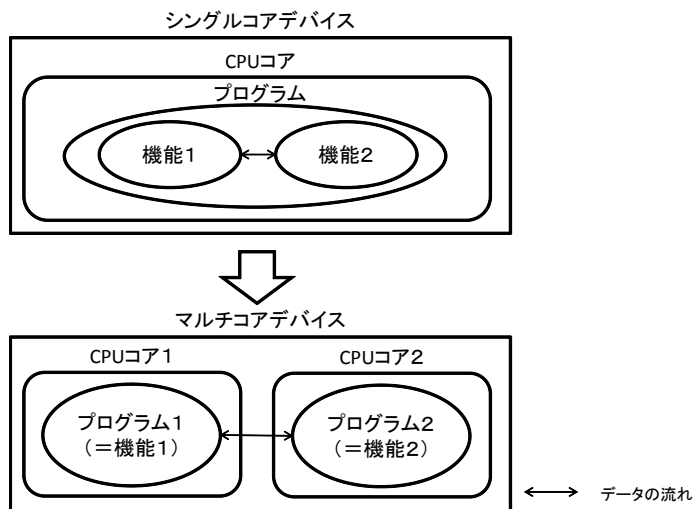 シングルコアデバイス
CPUコア
プログラム
機能1
機能2
マルチコアデバイス
CPUコア1
CPUコア2
プログラム1
(=機能1)
プログラム2
(=機能2)
データの流れ